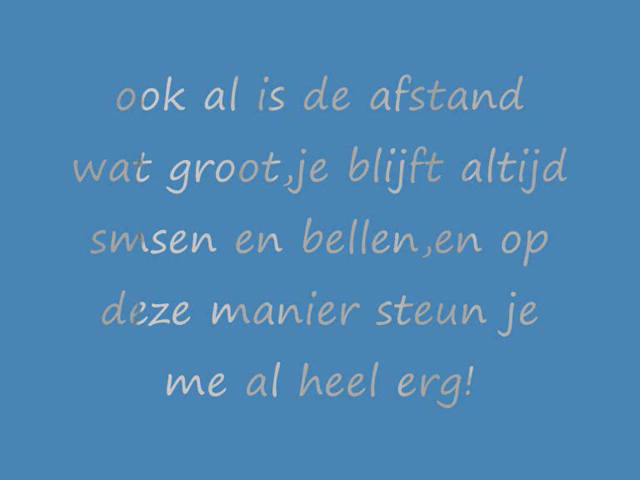 ook al is de afstand
wat groot,je blijft altijd
smsen en bellen,en op
deze manier steun je
me al heel erg!